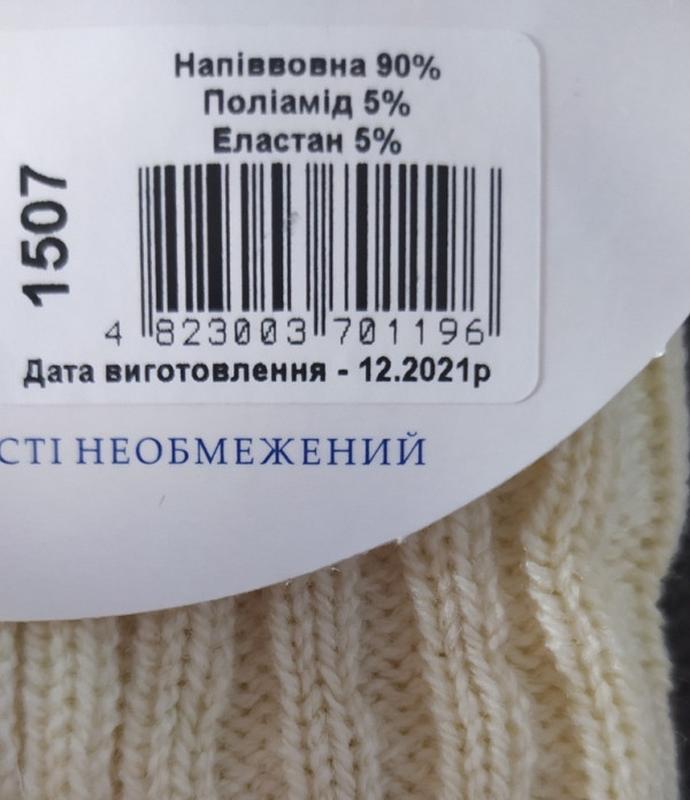 Напіввовна 90%
Поліамід 5%
Еластан 5%
1507
4 823003 701196
Дата виготовлення - 12.2021р
СТІ НЕОБМЕЖЕНИЙ